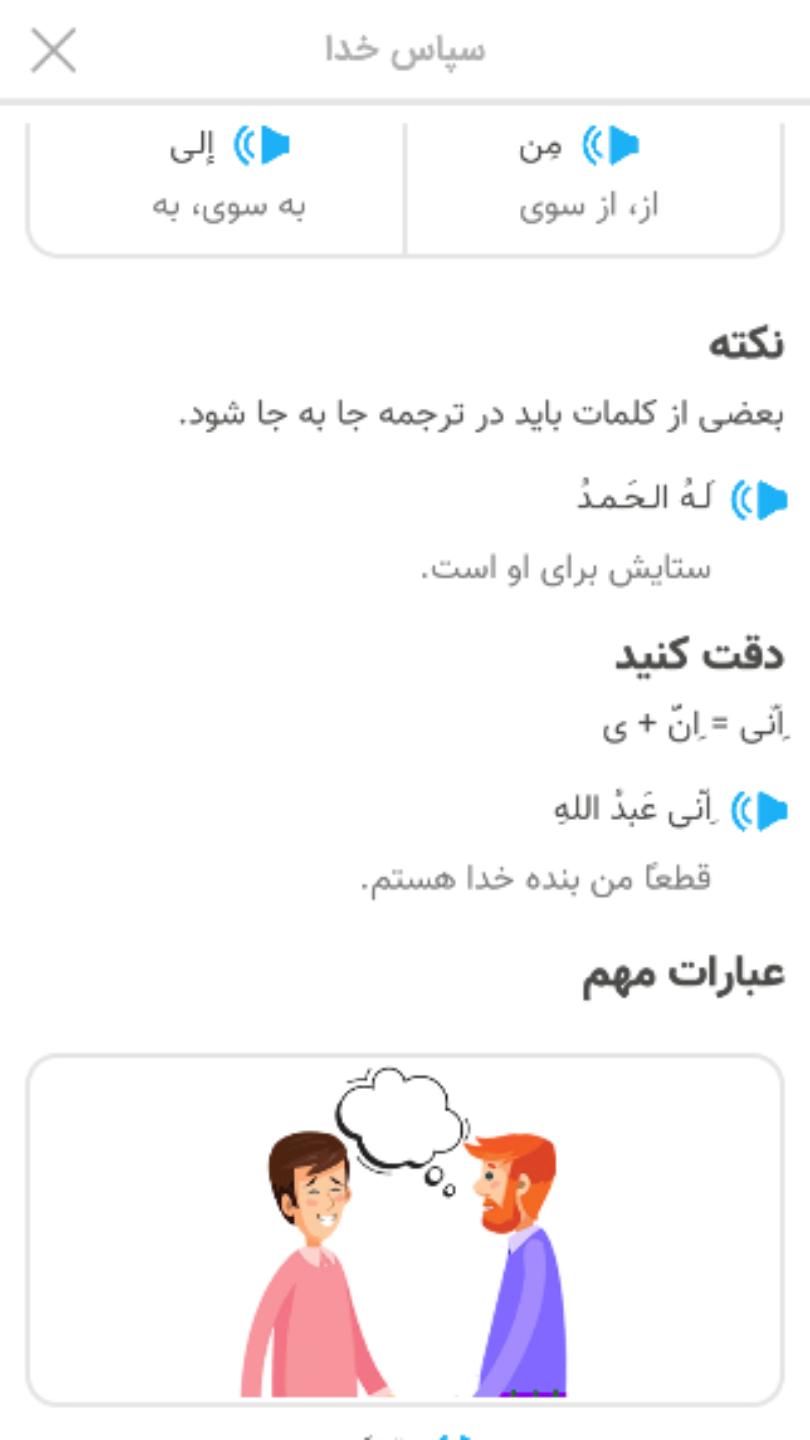 سپاس خدا
مِن
إلی
از، از سوی
به سوی، به
نکته
بعضی از کلمات باید در ترجمه جا به جا شود.
لَهُ الحَمدُ
ستایش برای او است.
دقت کنید
اِنّی = اِنّ + ی
اِنّی عَبدُ اللهِ
قطعاً من بنده خدا هستم.
عبارات مهم